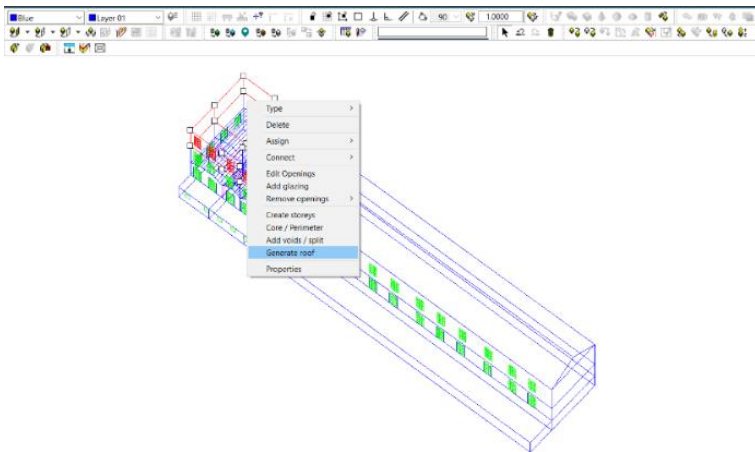 Blue
Layer 01
90
1.0000
Type
Delete
Assign
Connect
Edit Openings
Add glazing
Remove openings
Create storeys
Core / Perimeter
Add voids / split
Generate roof
Properties